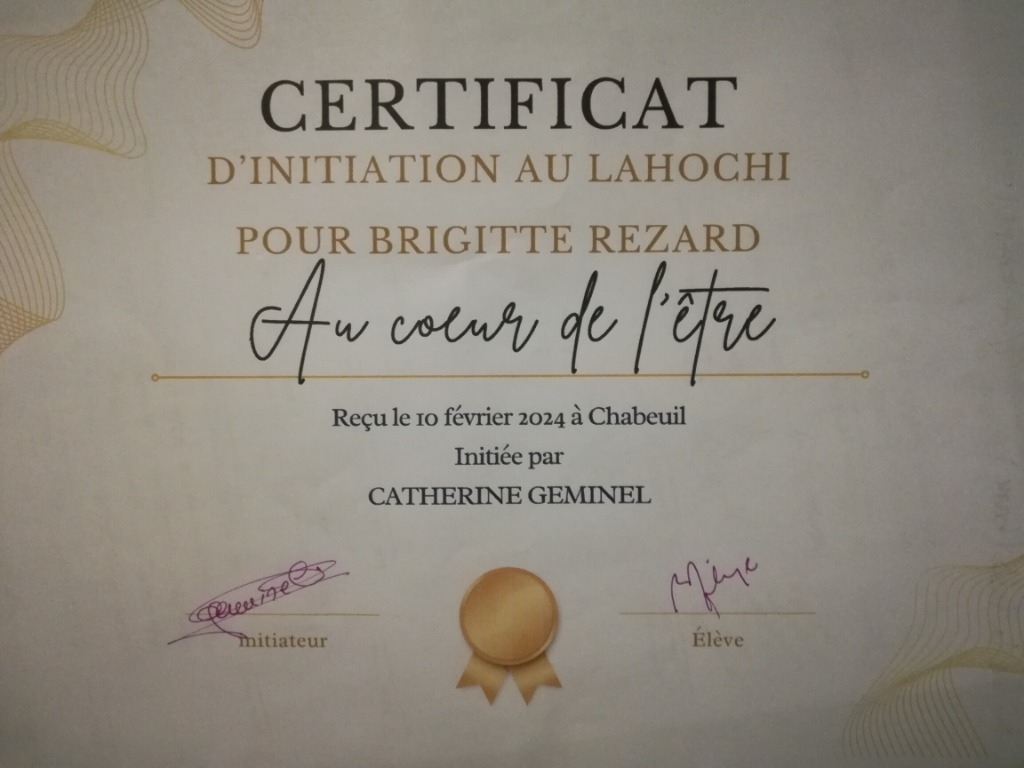 CERTIFICAT
D'INITIATION AU LAHOCHI
POUR BRIGITTE REZARD
Au coeur de l'être
Reçu le 10 février 2024 à Chabeuil
Initiée par
CATHERINE GEMINEL
initiateur
Élève